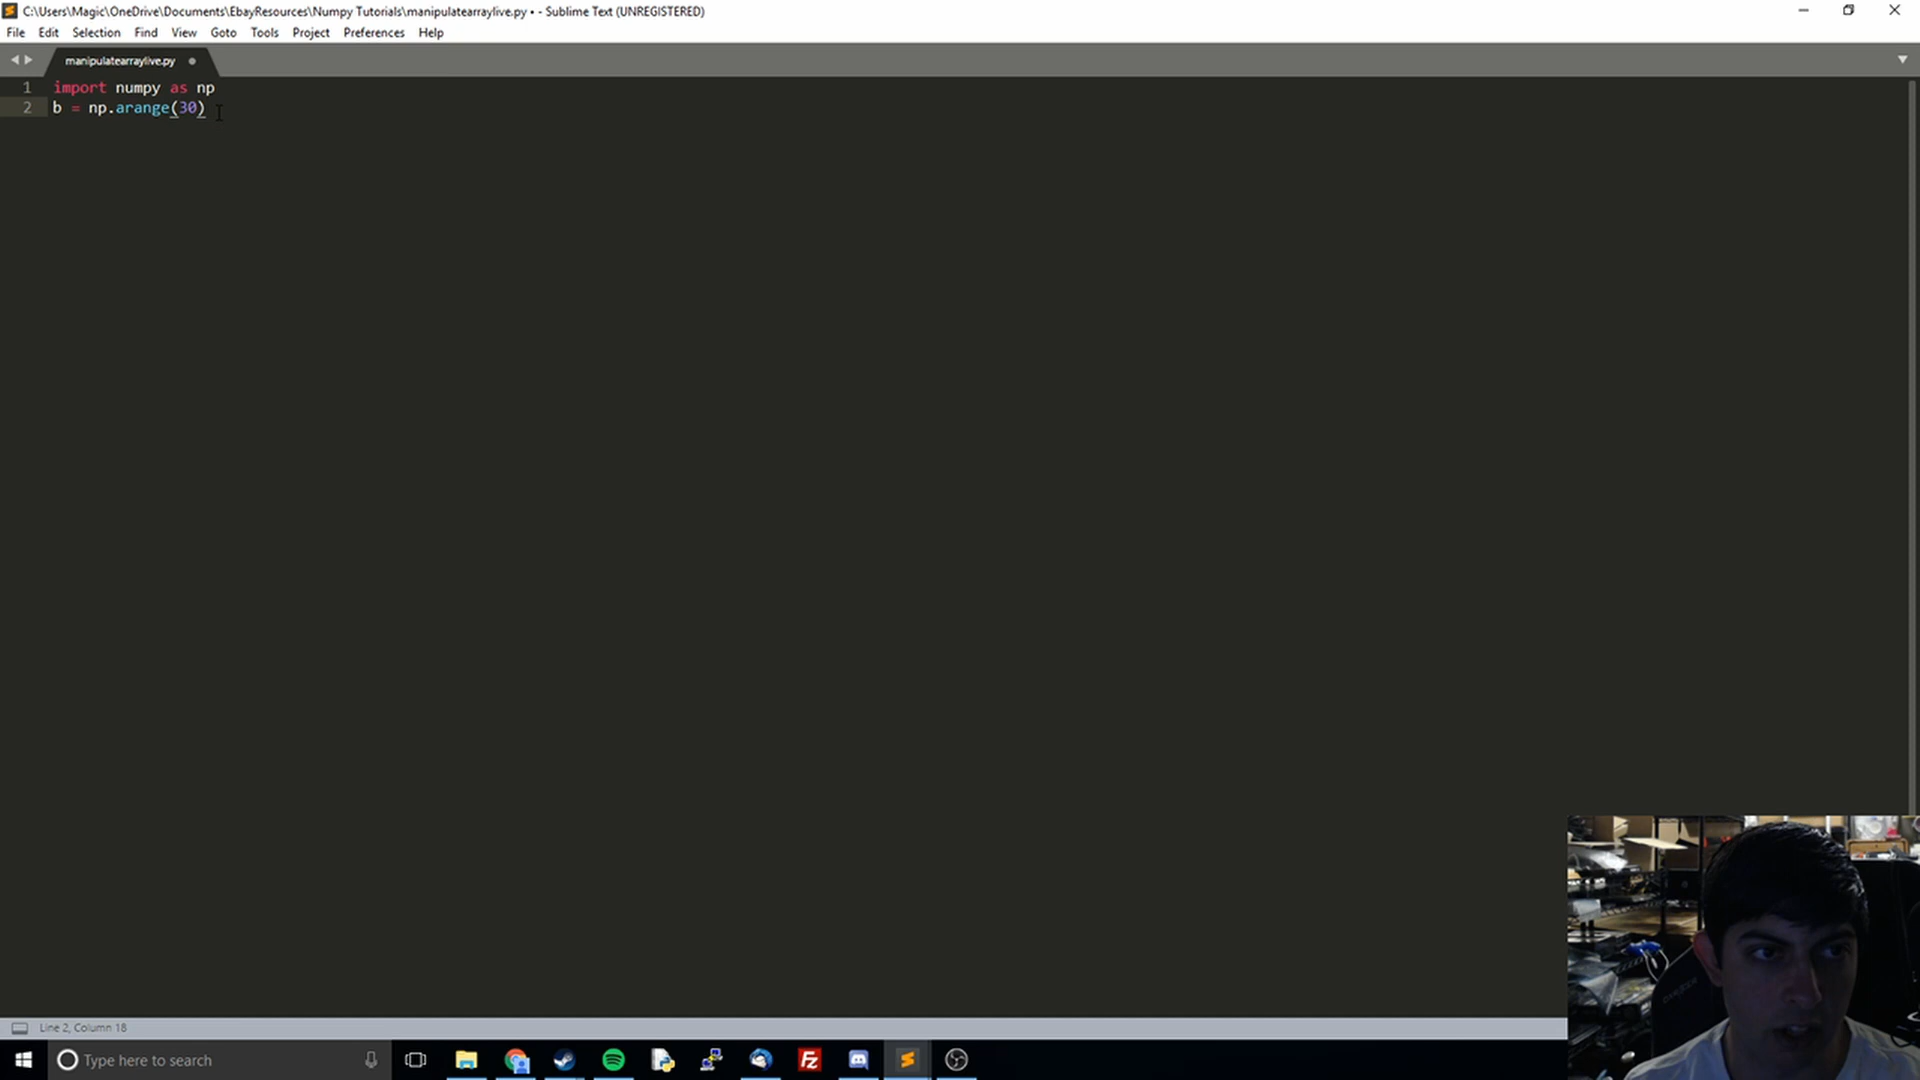 C:\Users\Magic\OneDrive\Documents\EbayResources\Numpy Tutorials\manipulatearraylive.py • - Sublime Text (UNREGISTERED)
File Edit Selection Find View Goto Tools Project Preferences Help
manipulatearraylive.py
1 import numpy as np
2 b = np.arange(30)
Line 2, Column 18
Type here to search